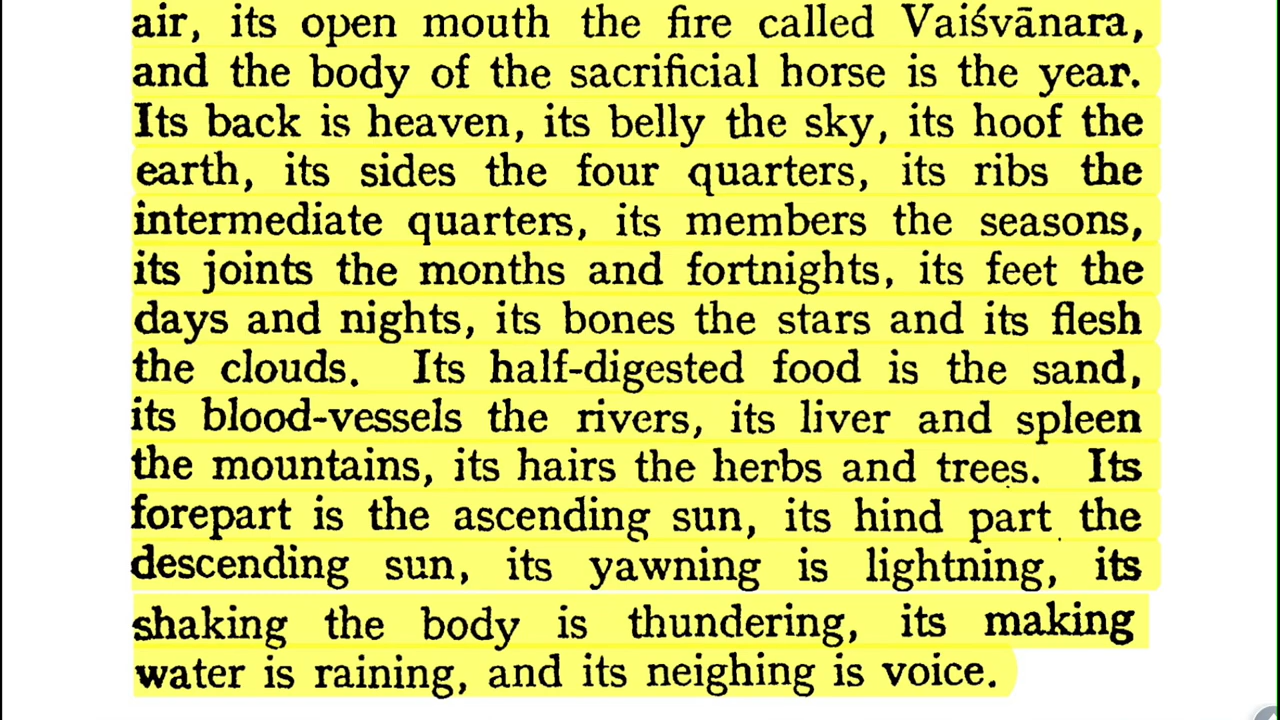 air, its open mouth the fire called Vaiśvānara,
and the body of the sacrificial horse is the year.
Its back is heaven, its belly the sky, its hoof the
earth, its sides the four quarters, its ribs the
intermediate quarters, its members the seasons,
its joints the months and fortnights, its feet the
days and nights, its bones the stars and its flesh
the clouds. Its half-digested food is the sand,
its blood-vessels the rivers, its liver and spleen
the mountains, its hairs the herbs and trees. Its
forepart is the ascending sun, its hind part the
descending sun, its yawning is lightning, its
shaking the body is thundering, its making
water is raining, and its neighing is voice.